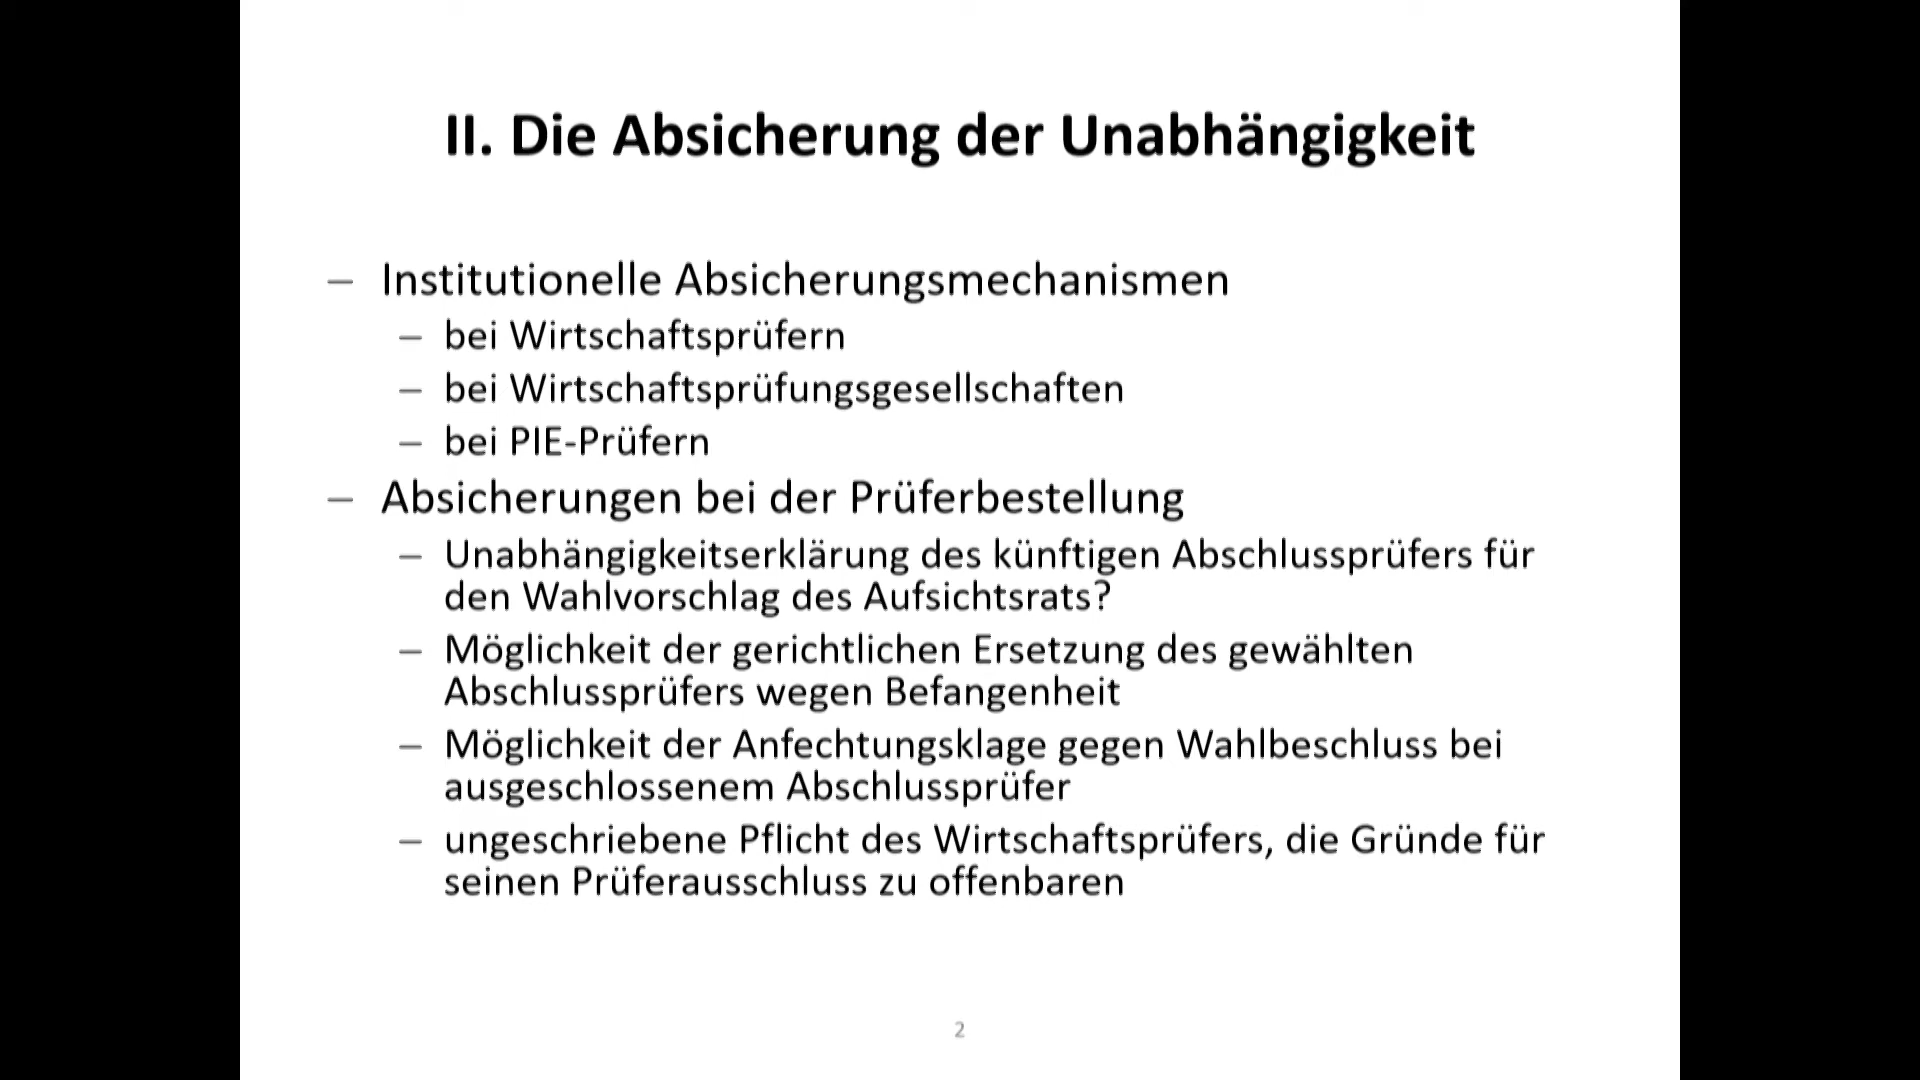 II. Die Absicherung der Unabhängigkeit
– Institutionelle Absicherungsmechanismen
– bei Wirtschaftsprüfern
– bei Wirtschaftsprüfungsgesellschaften
– bei PIE-Prüfern
– Absicherungen bei der Prüferbestellung
– Unabhängigkeitserklärung des künftigen Abschlussprüfers für
den Wahlvorschlag des Aufsichtsrats?
– Möglichkeit der gerichtlichen Ersetzung des gewählten
Abschlussprüfers wegen Befangenheit
– Möglichkeit der Anfechtungsklage gegen Wahlbeschluss bei
ausgeschlossenem Abschlussprüfer
– ungeschriebene Pflicht des Wirtschaftsprüfers, die Gründe für
seinen Prüferausschluss zu offenbaren
2